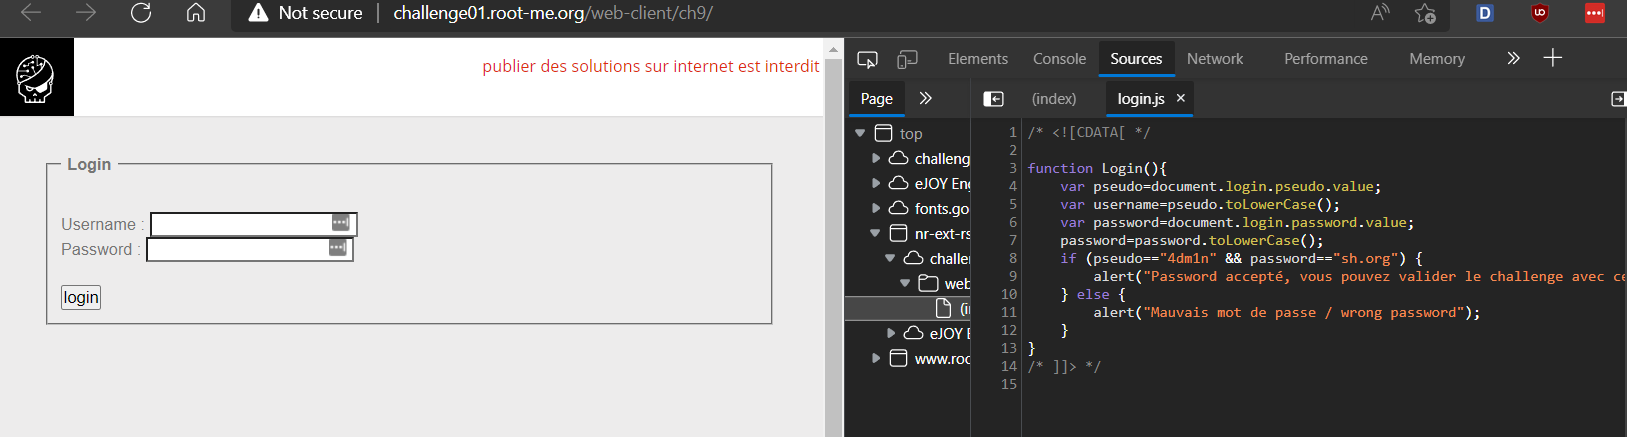 Not secure | challenge01.root-me.org/web-client/ch9/
publier des solutions sur internet est interdit
Login
Username :
Password :
login
Elements Console Sources Network Performance Memory
Page
(index) login.js
top
challeng
eJOY Eng
fonts.go
nr-ext-rs
challe
web
(i
eJOY E
www.roo
1 /* <![CDATA[ */
2
3 function Login(){
4 var pseudo=document.login.pseudo.value;
5 var username=pseudo.toLowerCase();
6 var password=document.login.password.value;
7 password=password.toLowerCase();
8 if (pseudo=="4dm1n" && password=="sh.org") {
9 alert("Password accepté, vous pouvez valider le challenge avec ce
10 } else {
11 alert("Mauvais mot de passe / wrong password");
12 }
13 }
14 /* ]]> */
15